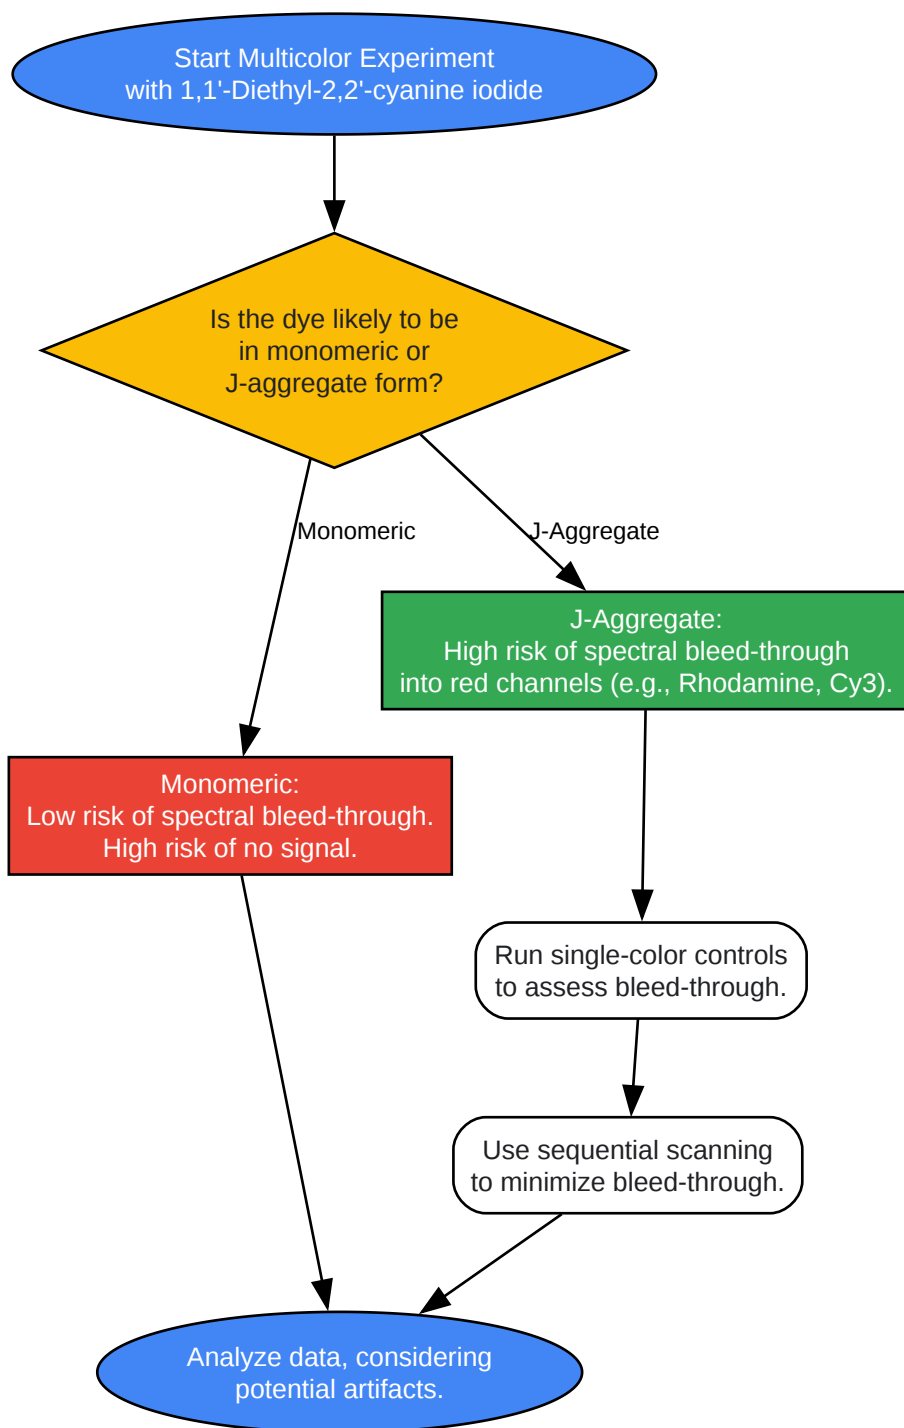 Start Multicolor Experiment
with 1,1'-Diethyl-2,2'-cyanine iodide
Is the dye likely to be
in monomeric or
J-aggregate form?
Monomeric
J-Aggregate
J-Aggregate:
High risk of spectral bleed-through
into red channels (e.g., Rhodamine, Cy3).
Monomeric:
Low risk of spectral bleed-through.
High risk of no signal.
Run single-color controls
to assess bleed-through.
Use sequential scanning
to minimize bleed-through.
Analyze data, considering
potential artifacts.